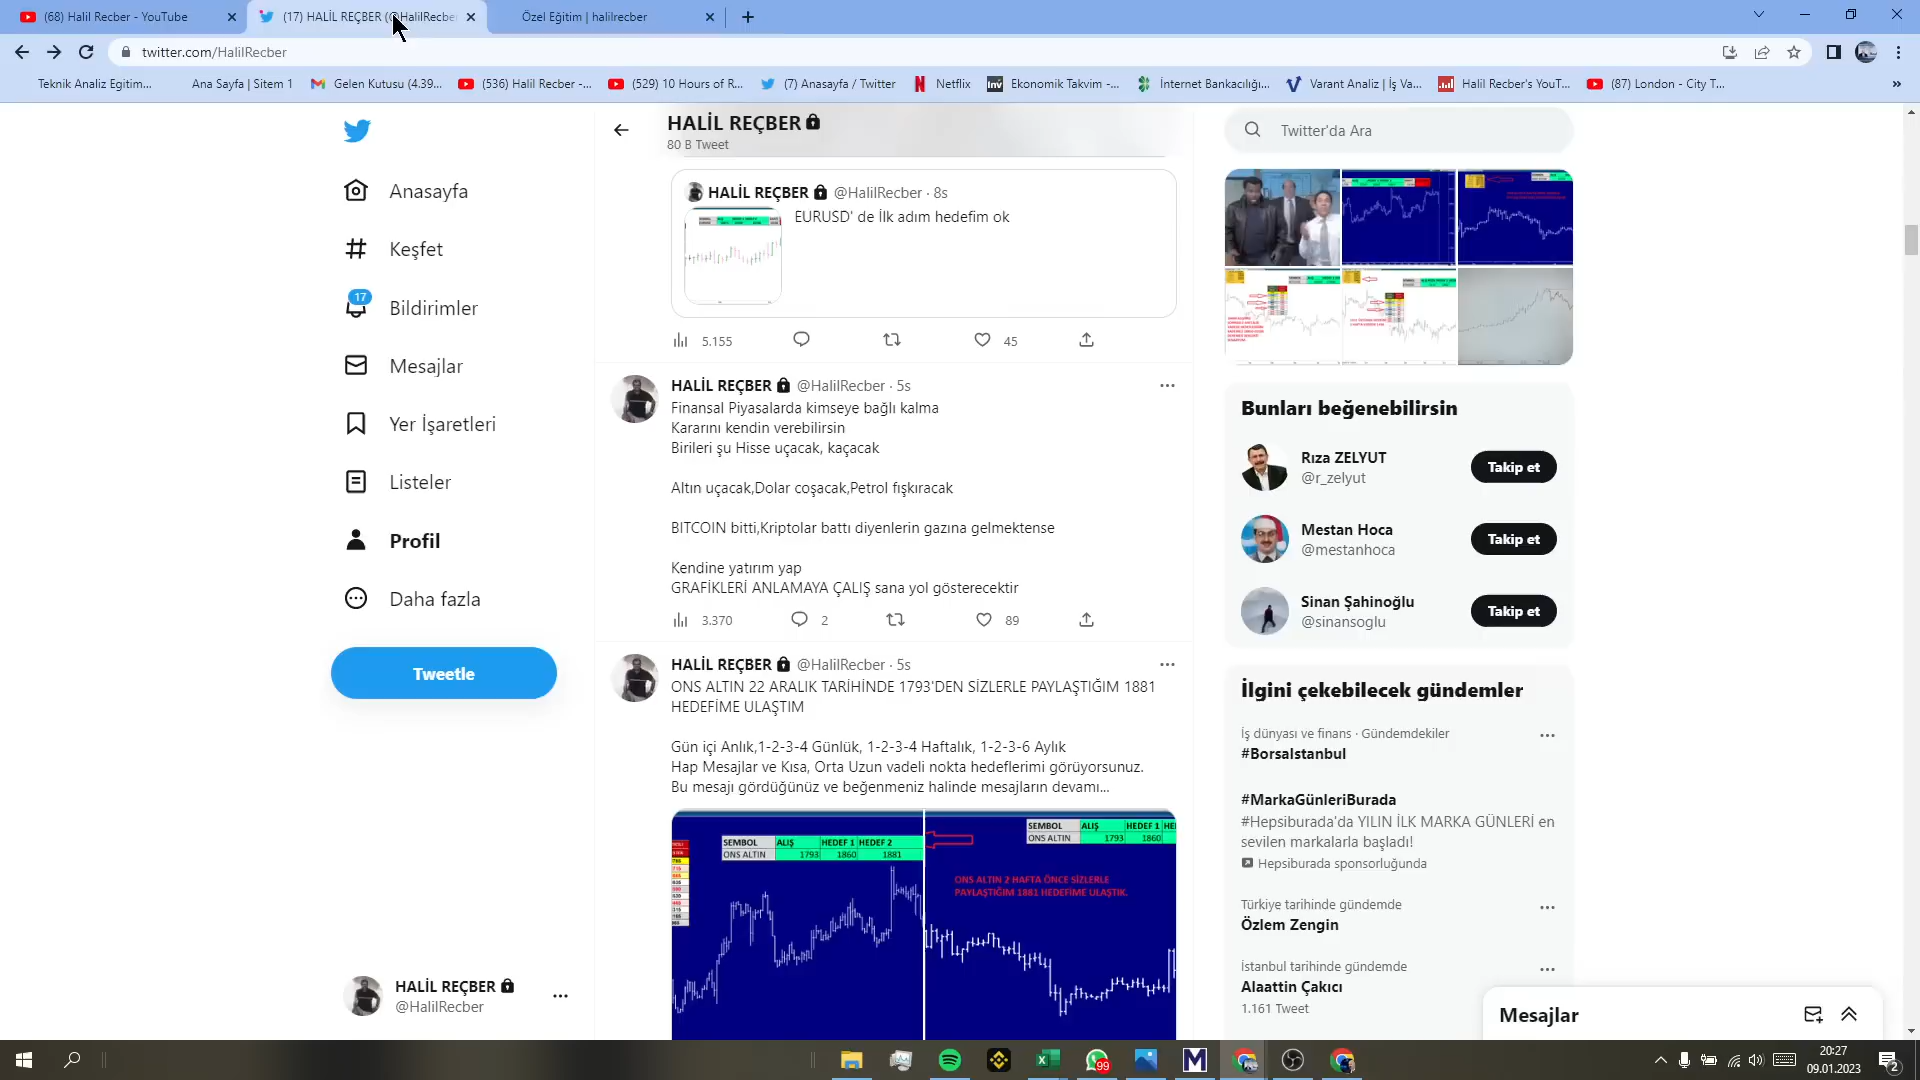 (68) Halil Recber - YouTube
(17) HALİL REÇBER (@HalilRecber
Özel Eğitim | halilrecber
twitter.com/HalilRecber
Teknik Analiz Egitim...
Ana Sayfa | Sitem 1
Gelen Kutusu (4.39...
(536) Halil Recber -...
(529) 10 Hours of R...
(7) Anasayfa / Twitter
Netflix
Ekonomik Takvim -...
İnternet Bankacılığı...
Varant Analiz | İş Va...
Halil Recber's YouT...
(87) London - City T...
Anasayfa
Keşfet
17
Bildirimler
Mesajlar
Yer İşaretleri
Listeler
Profil
Daha fazla
Tweetle
HALİL REÇBER
@HalilRecber
HALİL REÇBER
80 B Tweet
HALİL REÇBER @HalilRecber · 8s
EURUSD' de İlk adım hedefim ok
5.155
45
HALİL REÇBER @HalilRecber · 5s
Finansal Piyasalarda kimseye bağlı kalma
Kararını kendin verebilirsin
Birileri şu Hisse uçacak, kaçacak
Altın uçacak,Dolar coşacak,Petrol fışkıracak
BITCOIN bitti,Kriptolar battı diyenlerin gazına gelmektense
Kendine yatırım yap
GRAFİKLERİ ANLAMAYA ÇALIŞ sana yol gösterecektir
3.370
2
89
HALİL REÇBER @HalilRecber · 5s
ONS ALTIN 22 ARALIK TARİHİNDE 1793'DEN SİZLERLE PAYLAŞTIĞIM 1881
HEDEFİME ULAŞTIM
Gün içi Anlık,1-2-3-4 Günlük, 1-2-3-4 Haftalık, 1-2-3-6 Aylık
Hap Mesajlar ve Kısa, Orta Uzun vadeli nokta hedeflerimi görüyorsunuz.
Bu mesajı gördüğünüz ve beğenmeniz halinde mesajların devamı...
SEMBOL ALIŞ HEDEF 1 HEDEF 2
ONS ALTIN 1793 1860 1881
SEMBOL ALIŞ HEDEF 1 HE
ONS ALTIN 1793 1860
ONS ALTIN 2 HAFTA ÖNCE SİZLERLE
PAYLAŞTIĞIM 1881 HEDEFİME ULAŞTIK.
Twitter'da Ara
Bunları beğenebilirsin
Rıza ZELYUT
@r_zelyut
Takip et
Mestan Hoca
@mestanhoca
Takip et
Sinan Şahinoğlu
@sinansoglu
Takip et
İlgini çekebilecek gündemler
İş dünyası ve finans · Gündemdekiler
#BorsaIstanbul
#MarkaGünleriBurada
#Hepsiburada'da YILIN İLK MARKA GÜNLERİ en
sevilen markalarla başladı!
Hepsiburada sponsorluğunda
Türkiye tarihinde gündemde
Özlem Zengin
İstanbul tarihinde gündemde
Alaattin Çakıcı
1.161 Tweet
Mesajlar
99
20:27
09.01.2023
2